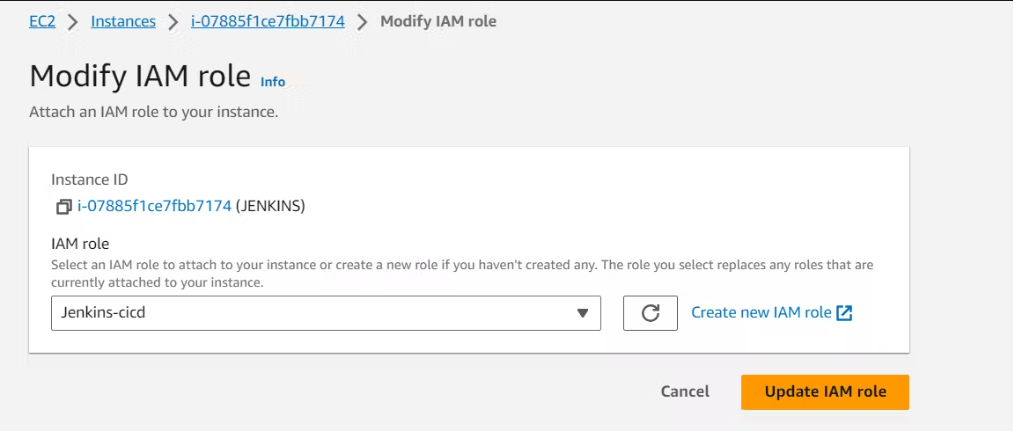 EC2 > Instances > i-07885f1ce7fbb7174 > Modify IAM role
Modify IAM role Info
Attach an IAM role to your instance.
Instance ID
i-07885f1ce7fbb7174 (JENKINS)
IAM role
Select an IAM role to attach to your instance or create a new role if you haven't created any. The role you select replaces any roles that are
currently attached to your instance.
Jenkins-cicd
Create new IAM role
Cancel
Update IAM role